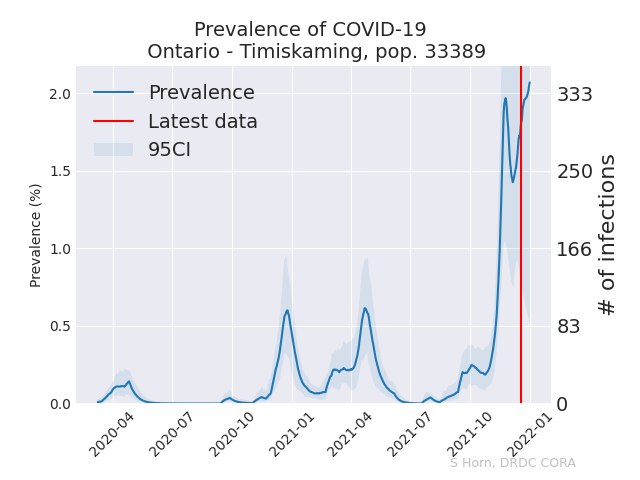 Prevalence of COVID-19
Ontario - Timiskaming, pop. 33389
Prevalence
Latest data
95CI
Prevalence (%)
2.0
1.5
1.0
0.5
0.0
333
250
166
83
0
# of infections
2020-04
2020-07
2020-10
2021-01
2021-04
2021-07
2021-10
2022-01
S Horn, DRDC CORA